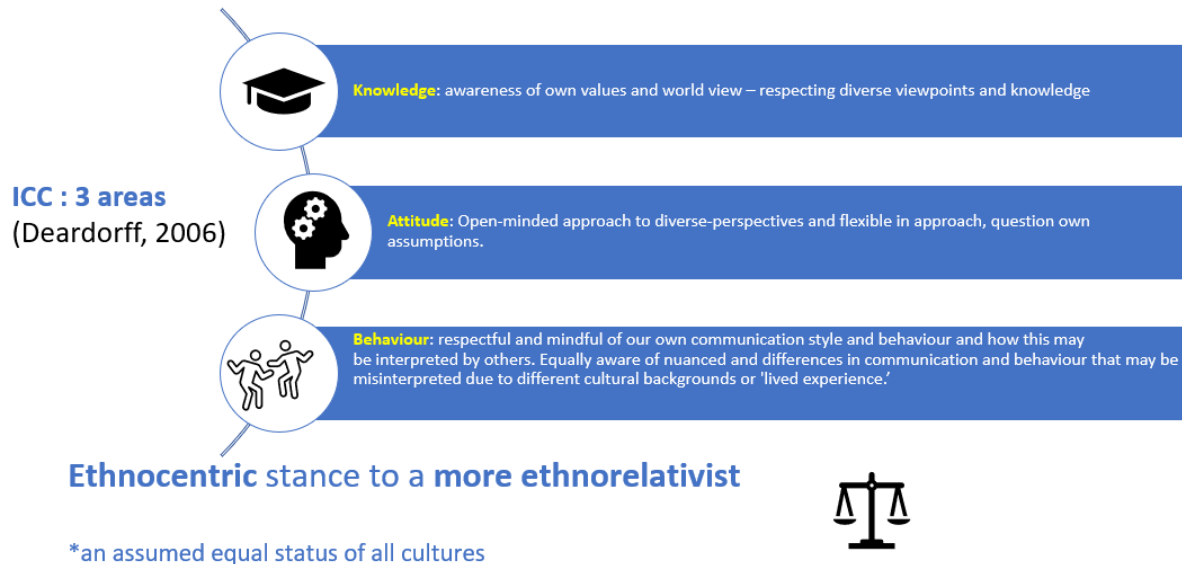 Knowledge: awareness of own values and world view – respecting diverse viewpoints and knowledge
ICC : 3 areas
(Deardorff, 2006)
Attitude: Open-minded approach to diverse-perspectives and flexible in approach, question own
assumptions.
Behaviour: respectful and mindful of our own communication style and behaviour and how this may
be interpreted by others. Equally aware of nuanced and differences in communication and behaviour that may be
misinterpreted due to different cultural backgrounds or 'lived experience.’
Ethnocentric stance to a more ethnorelativist
*an assumed equal status of all cultures